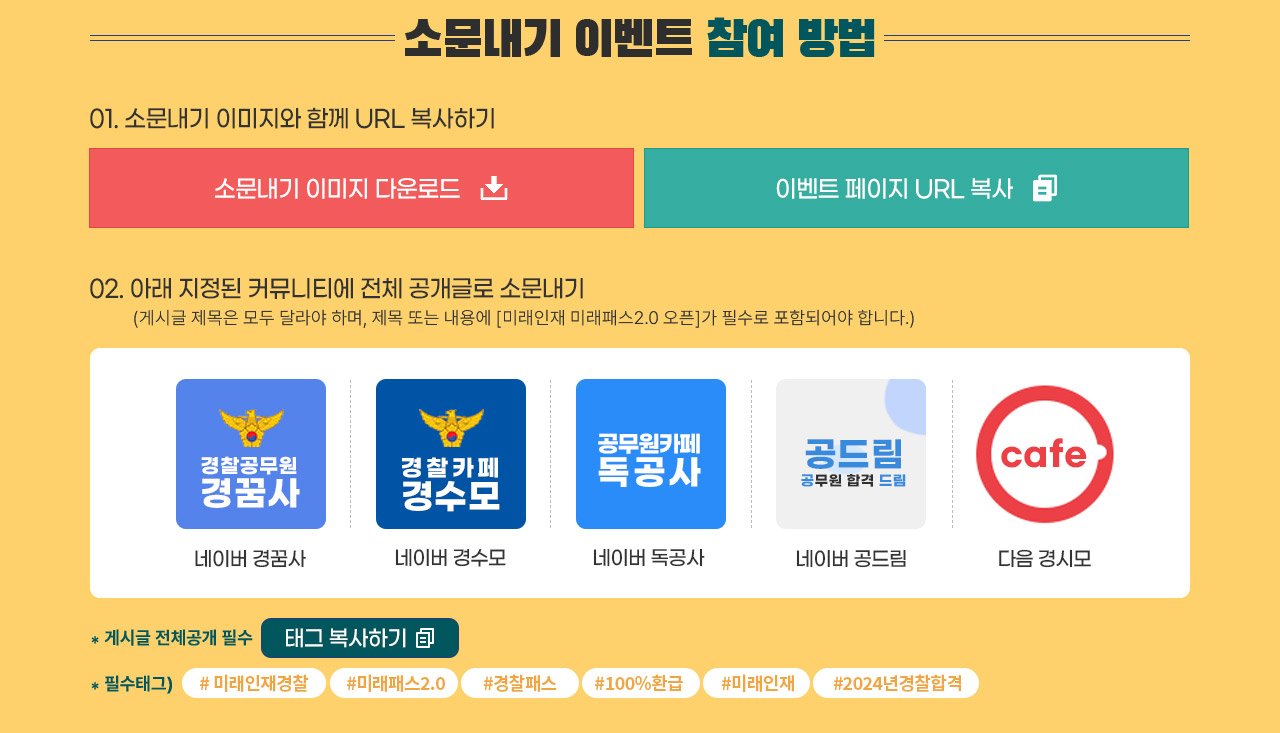 소문내기 이벤트 참여 방법
01. 소문내기 이미지와 함께 URL 복사하기
소문내기 이미지 다운로드
이벤트 페이지 URL 복사
02. 아래 지정된 커뮤니티에 전체 공개글로 소문내기
(게시글 제목은 모두 달라야 하며, 제목 또는 내용에 [미래인재 미래패스2.0 오픈]가 필수로 포함되어야 합니다.)
경찰공무원
경꿈사
네이버 경꿈사
경찰카페
경수모
네이버 경수모
공무원카페
독공사
네이버 독공사
공드림
공무원 합격 드림
네이버 공드림
cafe
다음 경시모
* 게시글 전체공개 필수
태그 복사하기
* 필수태그)
# 미래인재경찰
#미래패스2.0
#경찰패스
#100%환급
#미래인재
#2024년경찰합격